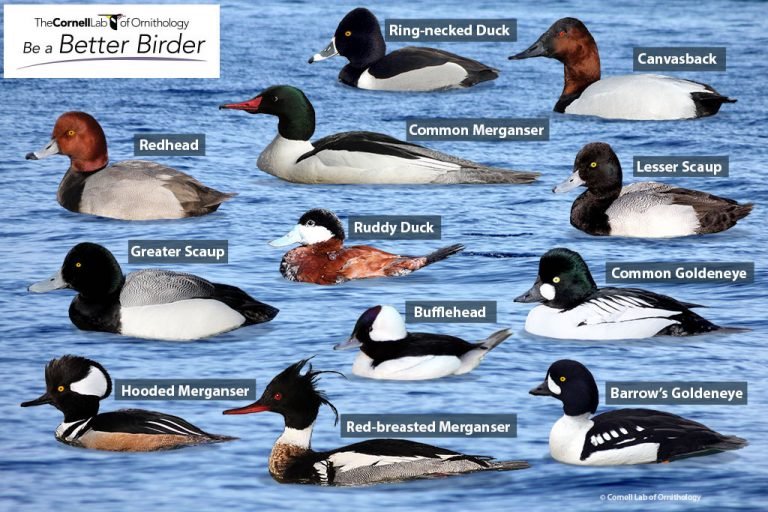 TheCornellLab of Ornithology
Be a Better Birder
Ring-necked Duck
Canvasback
Common Merganser
Redhead
Lesser Scaup
Ruddy Duck
Greater Scaup
Common Goldeneye
Bufflehead
Hooded Merganser
Barrow's Goldeneye
Red-breasted Merganser
© Cornell Lab of Ornithology